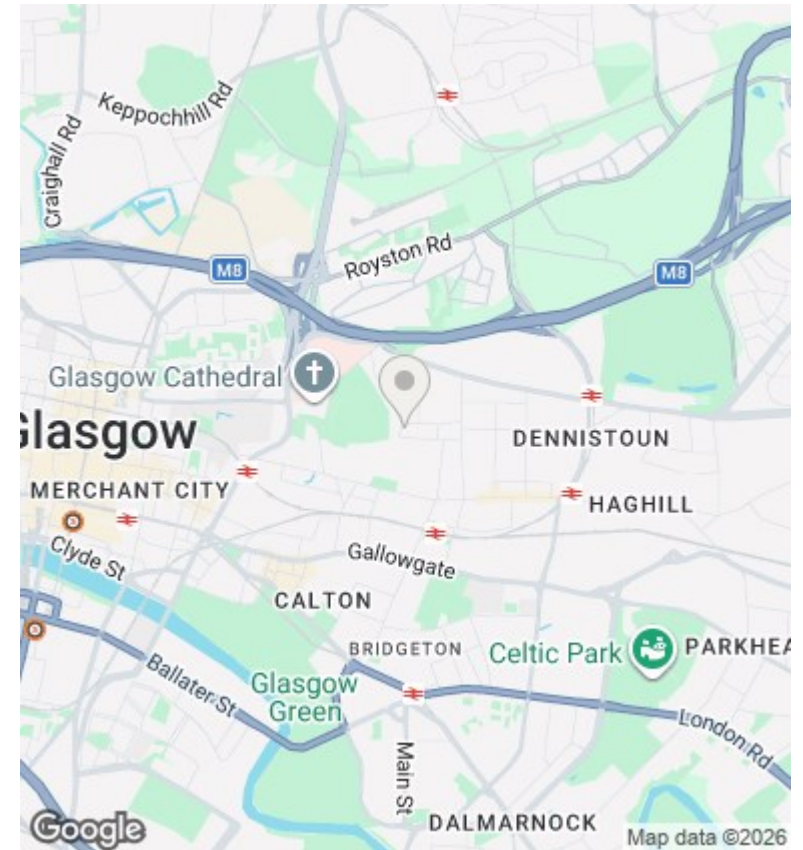 Keppochhill Rd
Craighall Rd
Royston Rd
M8
M8
Glasgow Cathedral
Glasgow
DENNISTOUN
MERCHANT CITY
HAGHILL
Clyde St
Gallowgate
CALTON
BRIDGETON
Celtic Park
PARKHEA
Ballater St
Glasgow
Green
London Rd
Main St
DALMARNOCK
Google
Map data ©2026